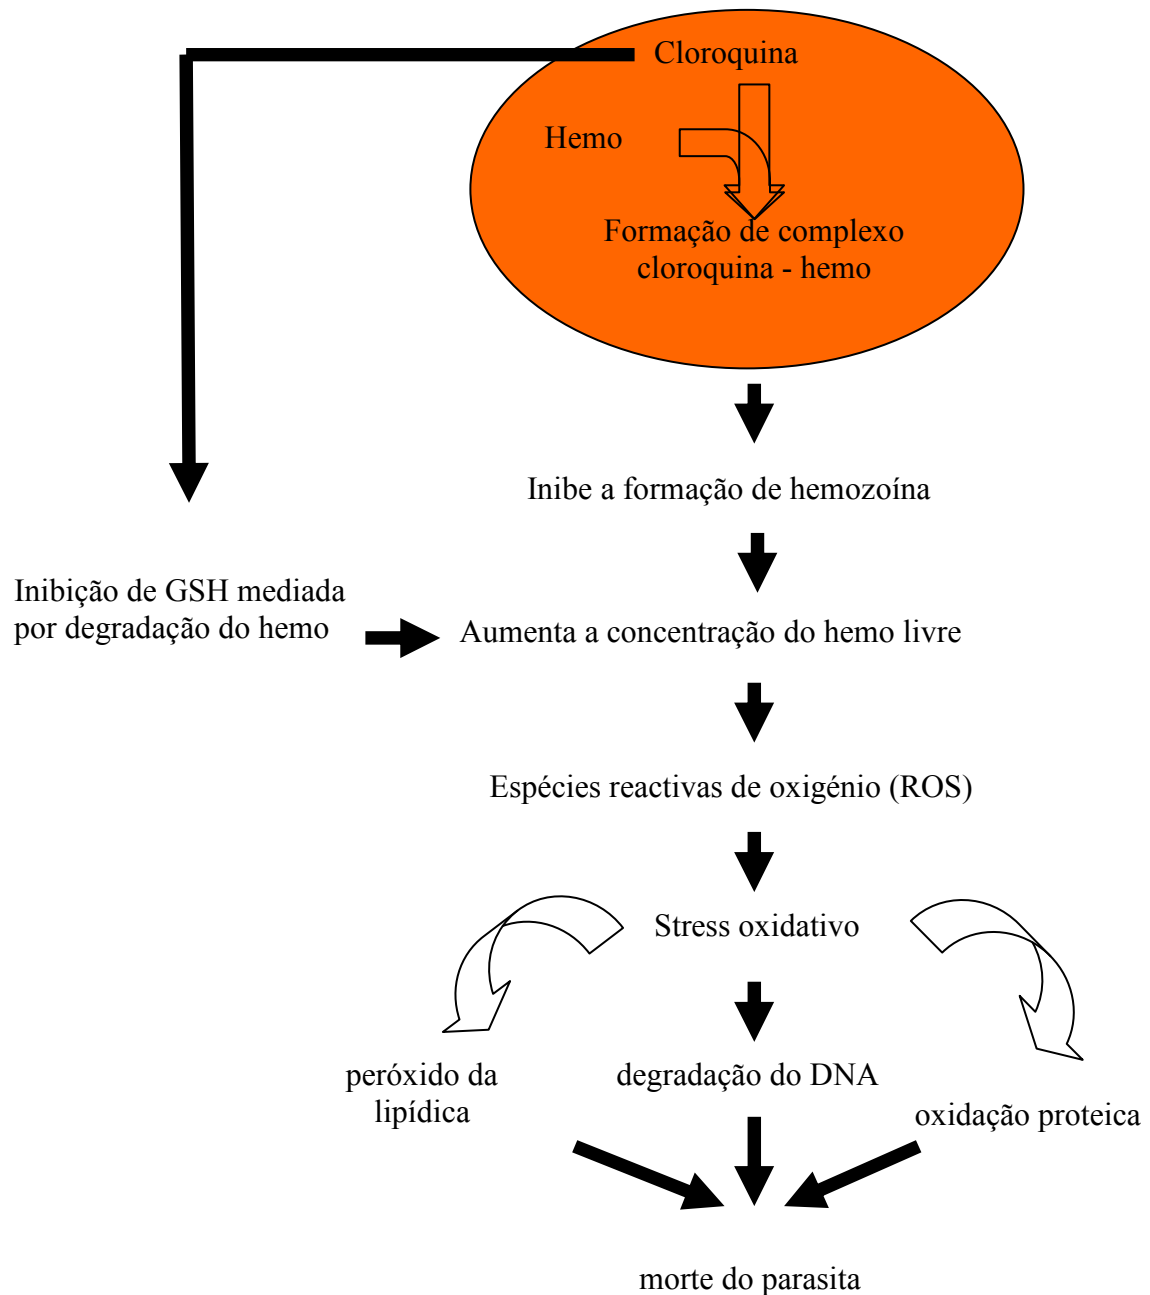 Cloroquina
Hemo
Formação de complexo
cloroquina - hemo
Inibe a formação de hemozoína
Inibição de GSH mediada
por degradação do hemo
Aumenta a concentração do hemo livre
Espécies reactivas de oxigénio (ROS)
Stress oxidativo
peróxido da
lipídica
degradação do DNA
oxidação proteica
morte do parasita